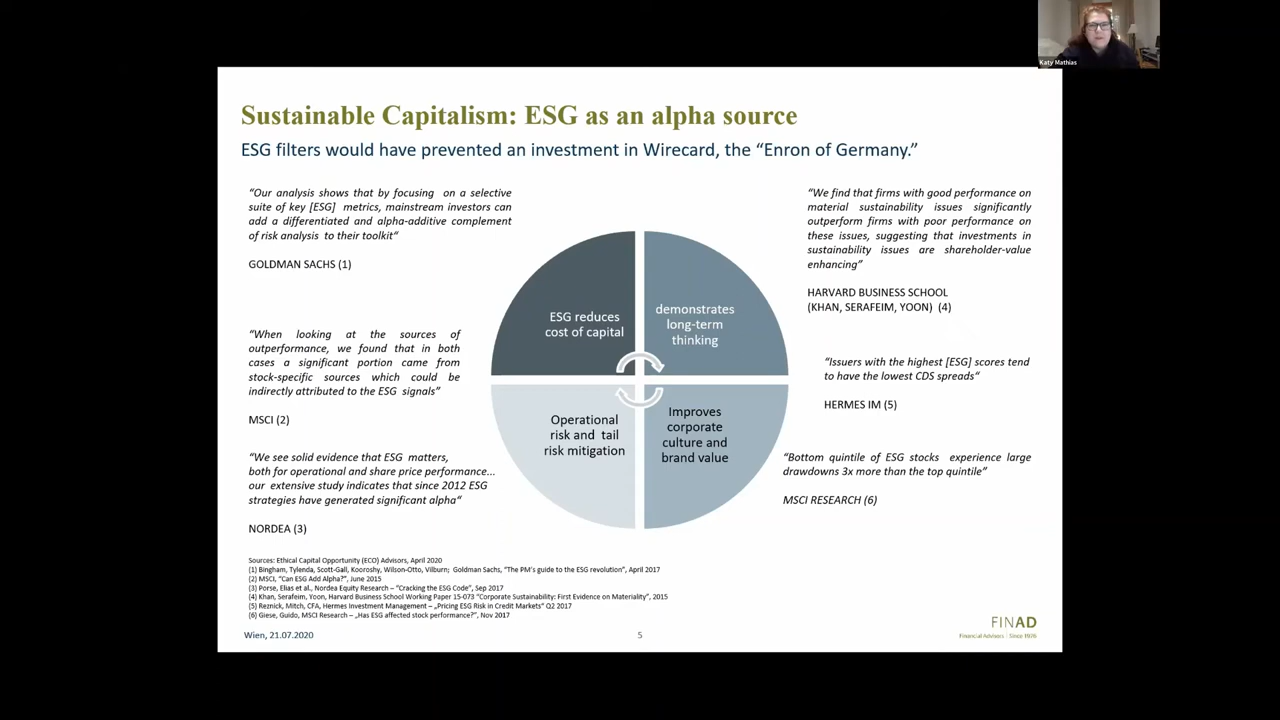 Katy Mathias
Sustainable Capitalism: ESG as an alpha source
ESG filters would have prevented an investment in Wirecard, the “Enron of Germany.”
“Our analysis shows that by focusing on a selective
suite of key [ESG] metrics, mainstream investors can
add a differentiated and alpha-additive complement
of risk analysis to their toolkit“
GOLDMAN SACHS (1)
“When looking at the sources of
outperformance, we found that in both
cases a significant portion came from
stock-specific sources which could be
indirectly attributed to the ESG signals”
MSCI (2)
“We see solid evidence that ESG matters,
both for operational and share price performance...
our extensive study indicates that since 2012 ESG
strategies have generated significant alpha“
NORDEA (3)
ESG reduces
cost of capital
demonstrates
long-term
thinking
Operational
risk and tail
risk mitigation
Improves
corporate
culture and
brand value
“We find that firms with good performance on
material sustainability issues significantly
outperform firms with poor performance on
these issues, suggesting that investments in
sustainability issues are shareholder-value
enhancing”
HARVARD BUSINESS SCHOOL
(KHAN, SERAFEIM, YOON) (4)
“Issuers with the highest [ESG] scores tend
to have the lowest CDS spreads“
HERMES IM (5)
“Bottom quintile of ESG stocks experience large
drawdowns 3x more than the top quintile”
MSCI RESEARCH (6)
Sources: Ethical Capital Opportunity (ECO) Advisors, April 2020
(1) Bingham, Tylenda, Scott-Gall, Kooroshy, Wilson-Otto, Vilburn; Goldman Sachs, “The PM's guide to the ESG revolution”, April 2017
(2) MSCI, “Can ESG Add Alpha?”, June 2015
(3) Porse, Elias et al., Nordea Equity Research – “Cracking the ESG Code”, Sep 2017
(4) Khan, Serafeim, Yoon, Harvard Business School Working Paper 15-073 “Corporate Sustainability: First Evidence on Materiality”, 2015
(5) Reznick, Mitch, CFA, Hermes Investment Management – „Pricing ESG Risk in Credit Markets“ Q2 2017
(6) Giese, Guido, MSCI Research – „Has ESG affected stock performance?”, Nov 2017
Wien, 21.07.2020
5
FINAD
Financial Advisors | Since 1976